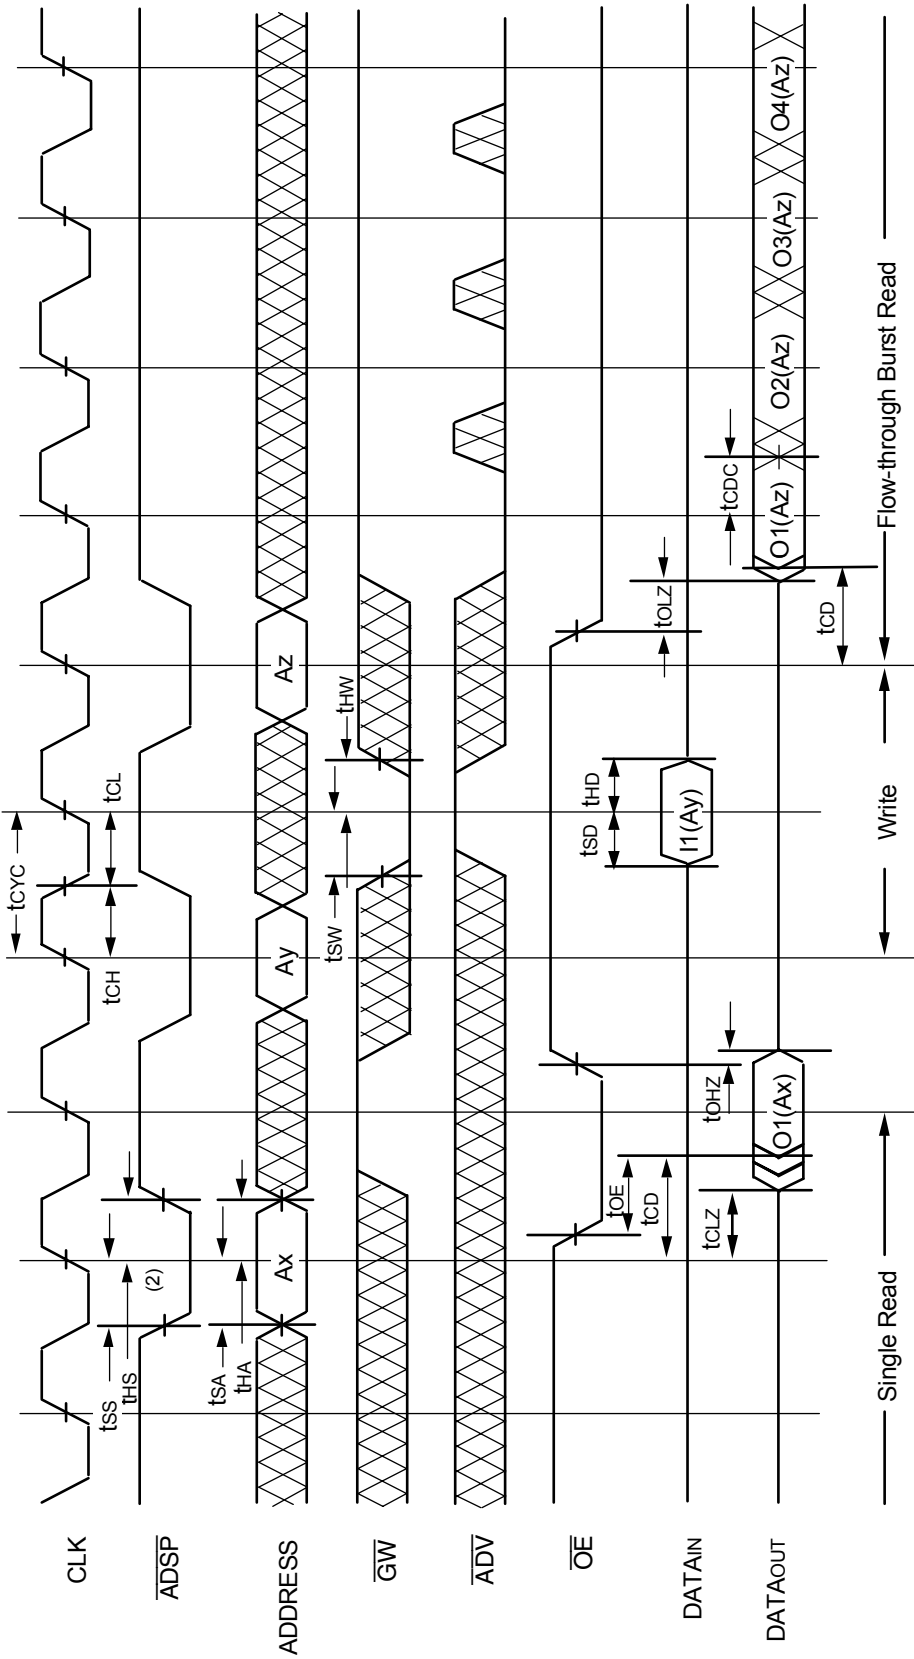 CLK
tCYC
tCH
tCL
ADSP
tSS
tHS
(2)
ADDRESS
tSA
tHA
Ax
Ay
Az
GW
tSW
tHW
ADV
OE
tOE
tCD
tOHZ
tOLZ
DATAIN
tSD
tHD
I1(Ay)
DATAOUT
tCLZ
O1(Ax)
tCD
tCDC
O1(Az)
O2(Az)
O3(Az)
O4(Az)
Single Read
Write
Flow-through Burst Read